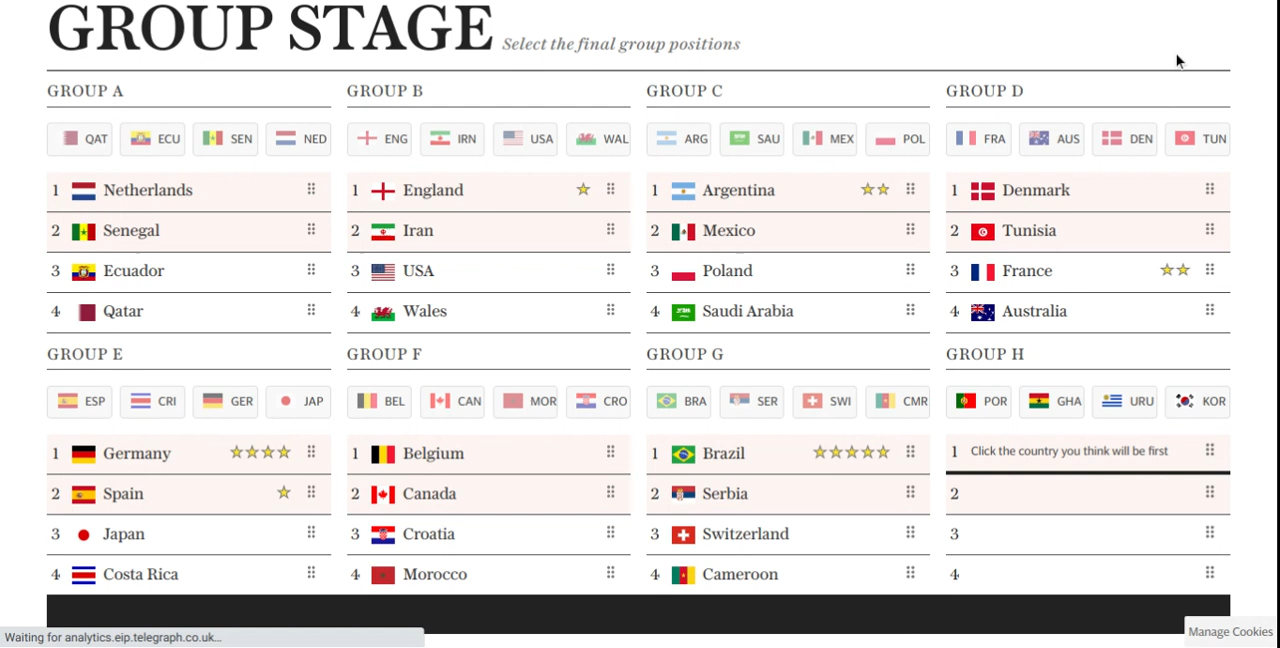 GROUP STAGE Select the final group positions
GROUP A
QAT ECU SEN NED
1 Netherlands
2 Senegal
3 Ecuador
4 Qatar
GROUP B
ENG IRN USA WAL
1 England
2 Iran
3 USA
4 Wales
GROUP C
ARG SAU MEX POL
1 Argentina
2 Mexico
3 Poland
4 Saudi Arabia
GROUP D
FRA AUS DEN TUN
1 Denmark
2 Tunisia
3 France
4 Australia
GROUP E
ESP CRI GER JAP
1 Germany
2 Spain
3 Japan
4 Costa Rica
GROUP F
BEL CAN MOR CRO
1 Belgium
2 Canada
3 Croatia
4 Morocco
GROUP G
BRA SER SWI CMR
1 Brazil
2 Serbia
3 Switzerland
4 Cameroon
GROUP H
POR GHA URU KOR
1 Click the country you think will be first
2
3
4
Waiting for analytics.eip.telegraph.co.uk...
Manage Cookies